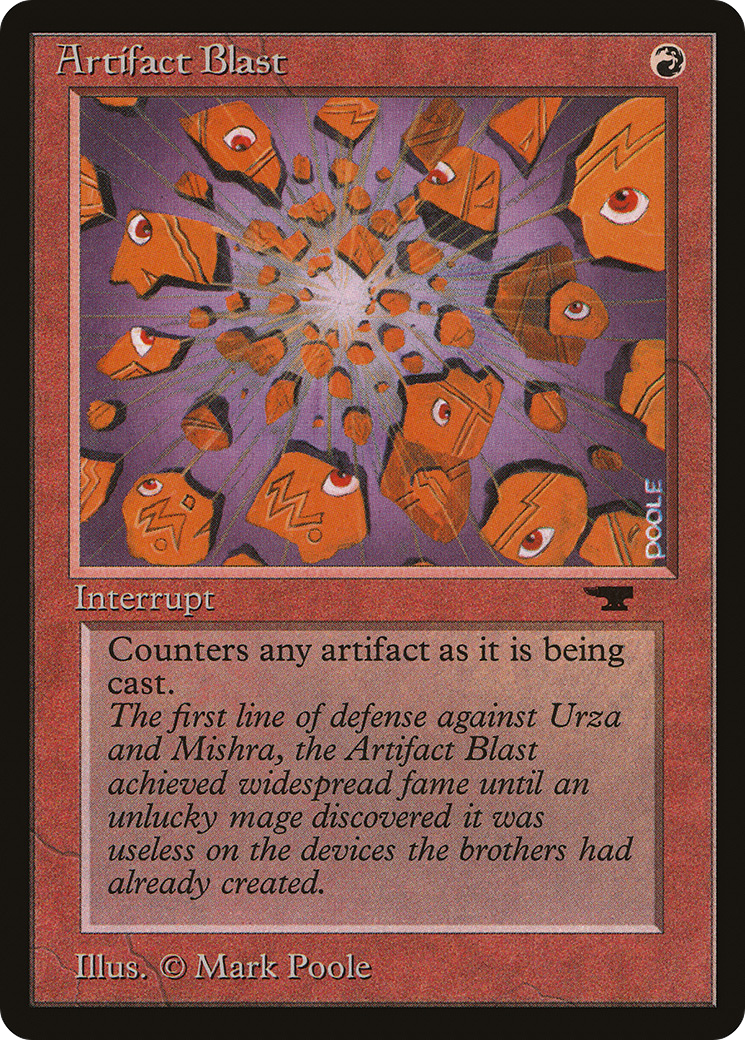 Artifact Blast
POOLE
Interrupt
Counters any artifact as it is being
cast.
The first line of defense against Urza
and Mishra, the Artifact Blast
achieved widespread fame until an
unlucky mage discovered it was
useless on the devices the brothers had
already created.
Illus. © Mark Poole